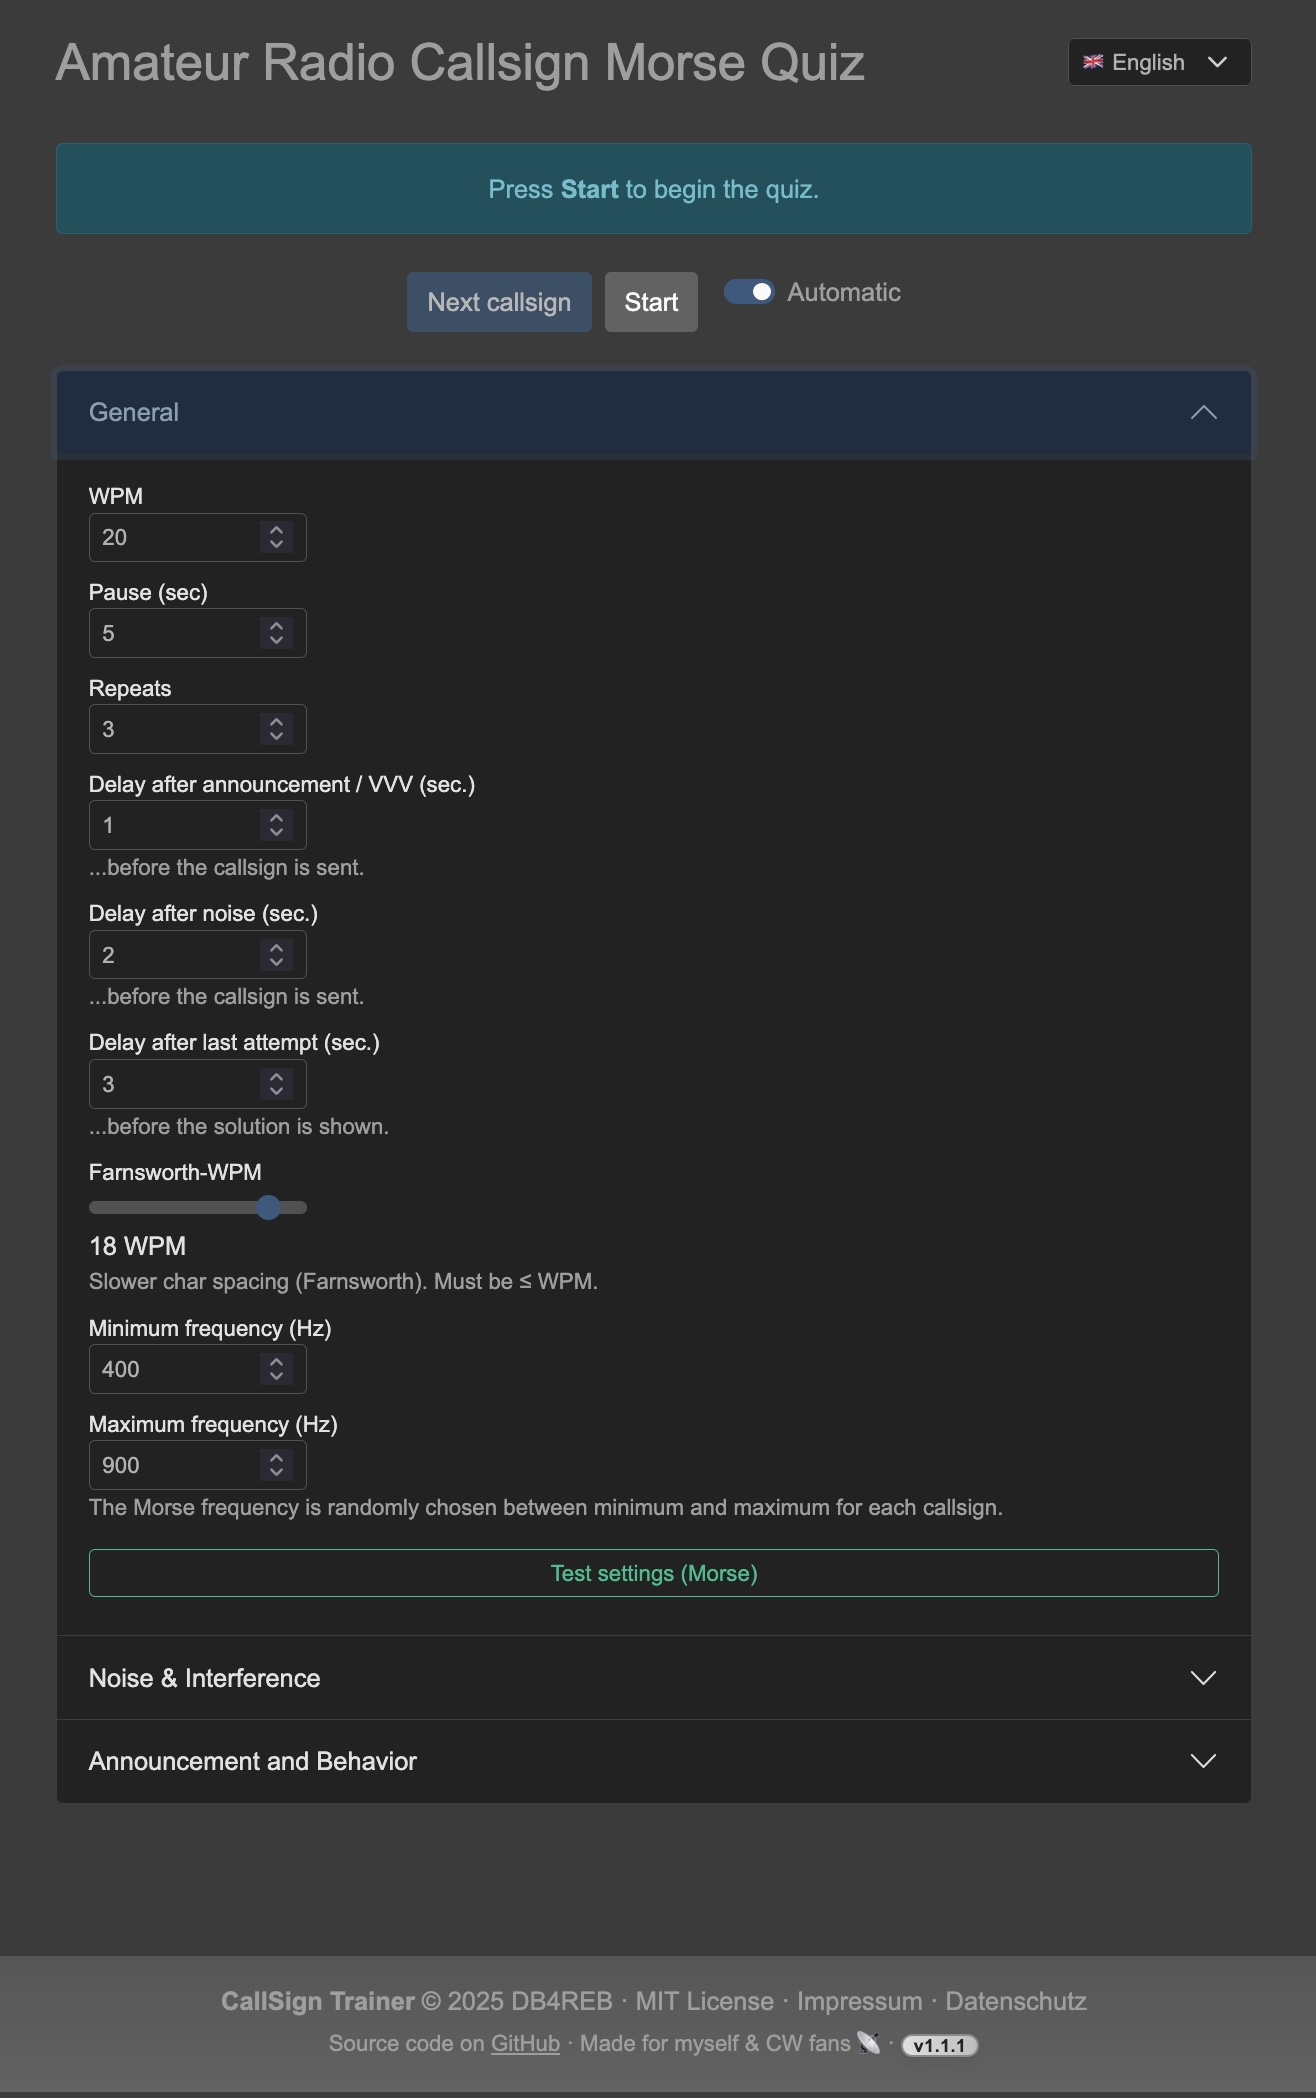 Amateur Radio Callsign Morse Quiz
English
Press Start to begin the quiz.
Next callsign
Start
Automatic
General
WPM
20
Pause (sec)
5
Repeats
3
Delay after announcement / VVV (sec.)
1
...before the callsign is sent.
Delay after noise (sec.)
2
...before the callsign is sent.
Delay after last attempt (sec.)
3
...before the solution is shown.
Farnsworth-WPM
18 WPM
Slower char spacing (Farnsworth). Must be ≤ WPM.
Minimum frequency (Hz)
400
Maximum frequency (Hz)
900
The Morse frequency is randomly chosen between minimum and maximum for each callsign.
Test settings (Morse)
Noise & Interference
Announcement and Behavior
CallSign Trainer © 2025 DB4REB · MIT License · Impressum · Datenschutz
Source code on GitHub · Made for myself & CW fans 📡 · v1.1.1